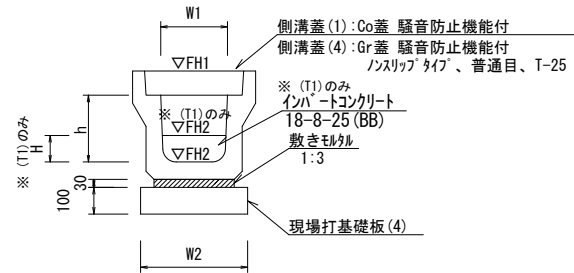 W1
側溝蓋(1):Co蓋 騒音防止機能付
側溝蓋(4):Gr蓋 騒音防止機能付
ﾉﾝｽﾘｯﾌﾟﾀｲﾌﾟ、普通目、T-25
▽FH1
※ (T1)のみ
ｲﾝﾊﾞｰﾄｺﾝｸﾘｰﾄ
18-8-25(BB)
※ (T1)のみ
▽FH2
▽FH2
h
H
※ (T1)のみ
敷きﾓﾙﾀﾙ
1:3
30
100
現場打基礎板(4)
W2